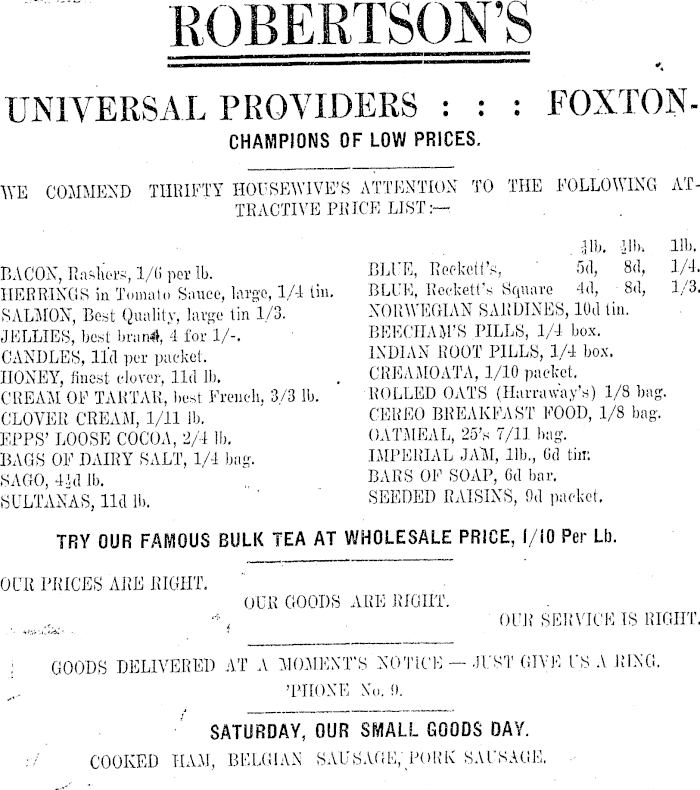 ROBERTSON'S
UNIVERSAL PROVIDERS : : : FOXTON-
CHAMPIONS OF LOW PRICES.
WE COMMEND THRIFTY HOUSEWIVE'S ATTENTION TO THE FOLLOWING AT-
TRACTIVE PRICE LIST:—
BACON, Rashers, 1/6 per lb.
HERRINGS in Tomato Sauce, large, 1/4 tin.
SALMON, Best Quality, large tin 1/3.
JELLIES, best brand, 4 for 1/-.
CANDLES, 11d per packet.
HONEY, finest clover, 11d lb.
CREAM OF TARTAR, best French, 3/3 lb.
CLOVER CREAM, 1/11 lb.
EPPS' LOOSE COCOA, 2/4 lb.
BAGS OF DAIRY SALT, 1/4 bag.
SAGO, 4½d lb.
SULTANAS, 11d lb.
¼lb. ½lb. 1lb.
BLUE, Reckett's, 5d, 8d, 1/4.
BLUE, Reckett's Square 4d, 8d, 1/3.
NORWEGIAN SARDINES, 10d tin.
BEECHAM'S PILLS, 1/4 box.
INDIAN ROOT PILLS, 1/4 box.
CREAMOATA, 1/10 packet.
ROLLED OATS (Harraway's) 1/8 bag.
CEREO BREAKFAST FOOD, 1/8 bag.
OATMEAL, 25's 7/11 bag.
IMPERIAL JAM, 1lb., 6d tin.
BARS OF SOAP, 6d bar.
SEEDED RAISINS, 9d packet.
TRY OUR FAMOUS BULK TEA AT WHOLESALE PRICE, 1/10 Per Lb.
OUR PRICES ARE RIGHT.
OUR GOODS ARE RIGHT.
OUR SERVICE IS RIGHT.
GOODS DELIVERED AT A MOMENT'S NOTICE — JUST GIVE US A RING.
'PHONE No. 9.
SATURDAY, OUR SMALL GOODS DAY.
COOKED HAM, BELGIAN SAUSAGE, PORK SAUSAGE.